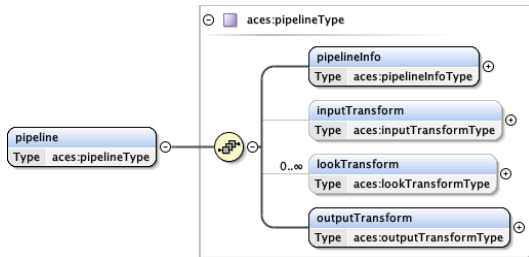 aces:pipelineType
pipelineInfo
Type aces:pipelineInfoType
inputTransform
Type aces:inputTransformType
pipeline
Type aces:pipelineType
0..∞
lookTransform
Type aces:lookTransformType
outputTransform
Type aces:outputTransformType